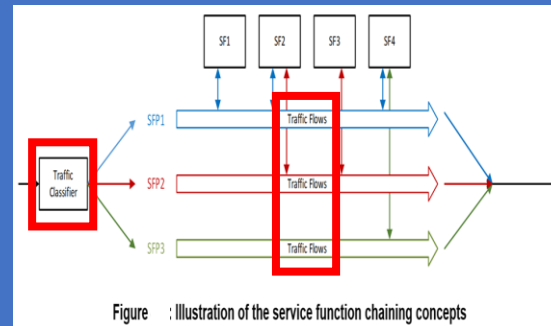 SF1 SF2 SF3 SF4
SFP1 Traffic Flows
Traffic
Classifier
SFP2 Traffic Flows
SFP3 Traffic Flows
Figure : Illustration of the service function chaining concepts